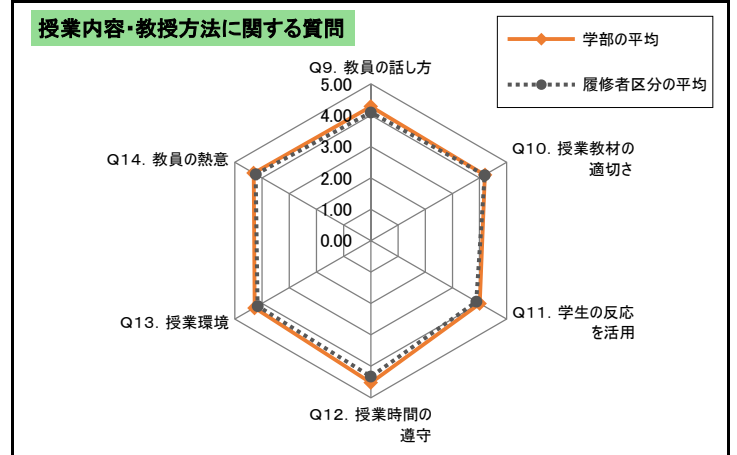 授業内容・教授方法に関する質問
学部の平均
履修者区分の平均
Q9. 教員の話し方
5.00
4.00
3.00
2.00
1.00
0.00
Q10. 授業教材の
適切さ
Q11. 学生の反応
を活用
Q12. 授業時間の
遵守
Q13. 授業環境
Q14. 教員の熱意